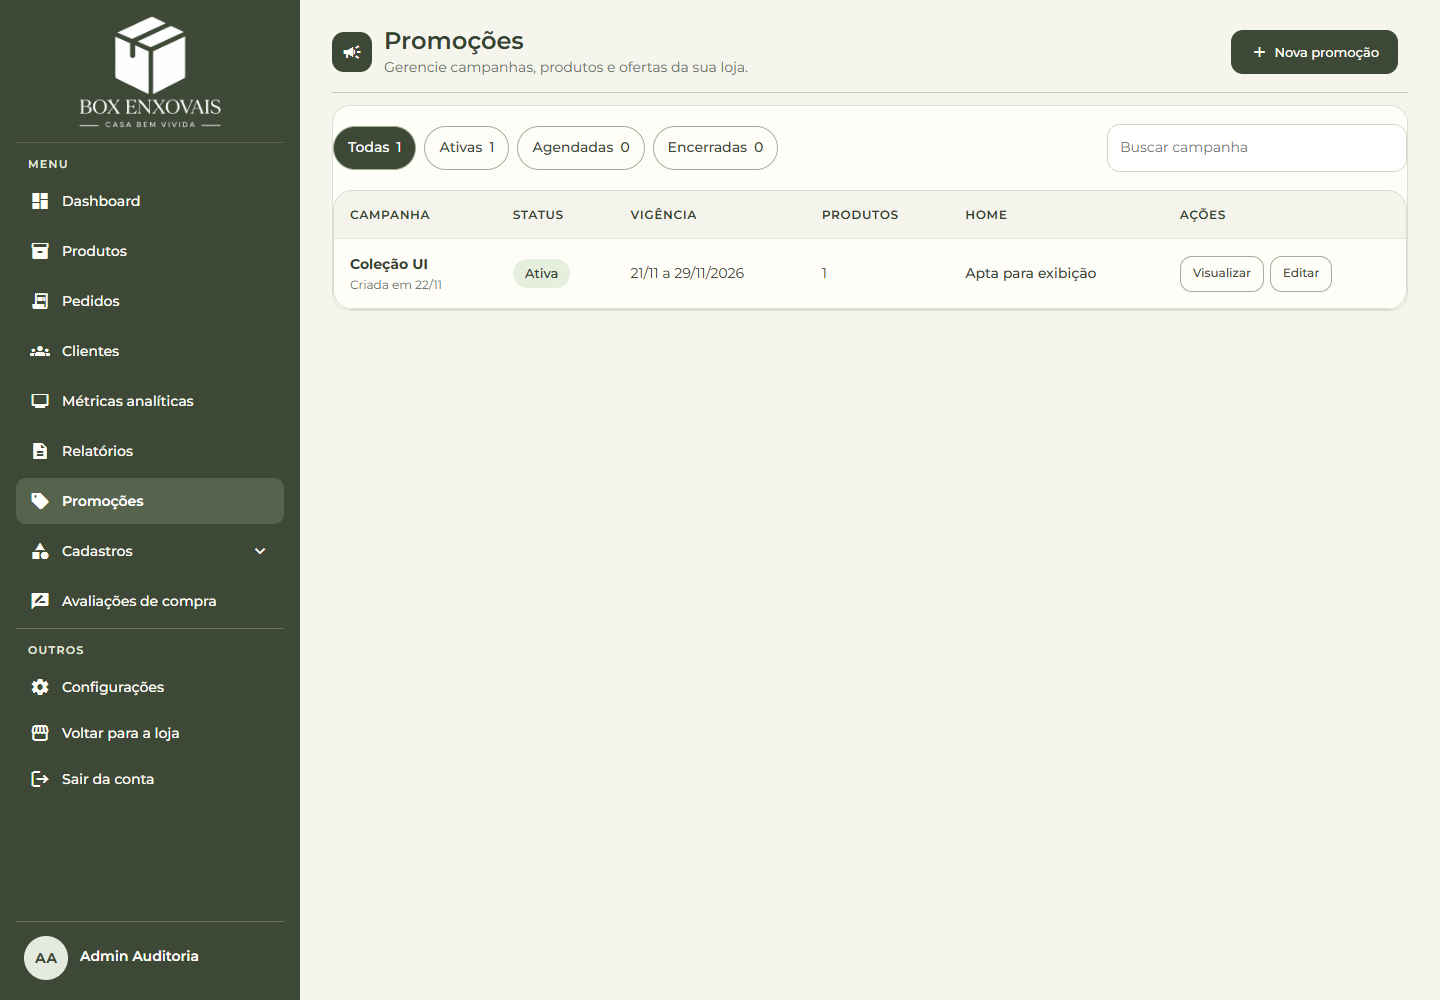 BOX ENXOVAIS
CASA BEM VIVIDA
MENU
Dashboard
Produtos
Pedidos
Clientes
Métricas analíticas
Relatórios
Promoções
Cadastros
Avaliações de compra
OUTROS
Configurações
Voltar para a loja
Sair da conta
AA Admin Auditoria
Promoções
Gerencie campanhas, produtos e ofertas da sua loja.
+ Nova promoção
Todas 1 Ativas 1 Agendadas 0 Encerradas 0 Buscar campanha
CAMPANHA STATUS VIGÊNCIA PRODUTOS HOME AÇÕES
Coleção UI
Criada em 22/11
Ativa 21/11 a 29/11/2026 1 Apta para exibição Visualizar Editar